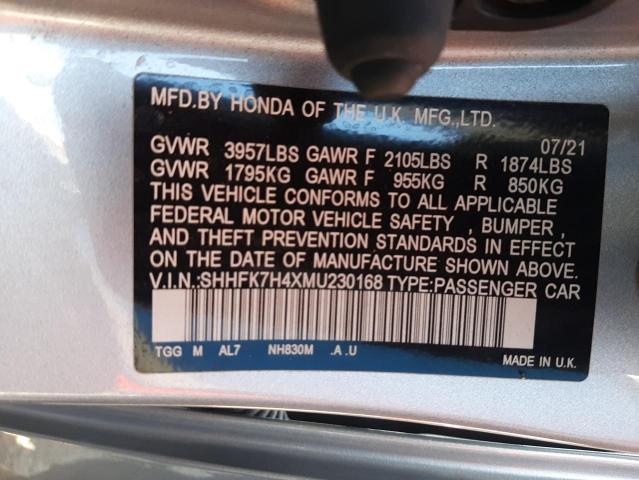 MFD.BY HONDA OF THE U.K. MFG.,LTD.
07/21
GVWR 3957LBS GAWR F 2105LBS R 1874LBS
GVWR 1795KG GAWR F 955KG R 850KG
THIS VEHICLE CONFORMS TO ALL APPLICABLE
FEDERAL MOTOR VEHICLE SAFETY , BUMPER ,
AND THEFT PREVENTION STANDARDS IN EFFECT
ON THE DATE OF MANUFACTURE SHOWN ABOVE.
V.I.N.:SHHFK7H4XMU230168 TYPE:PASSENGER CAR
TGG M AL7 NH830M .A .U
MADE IN U.K.